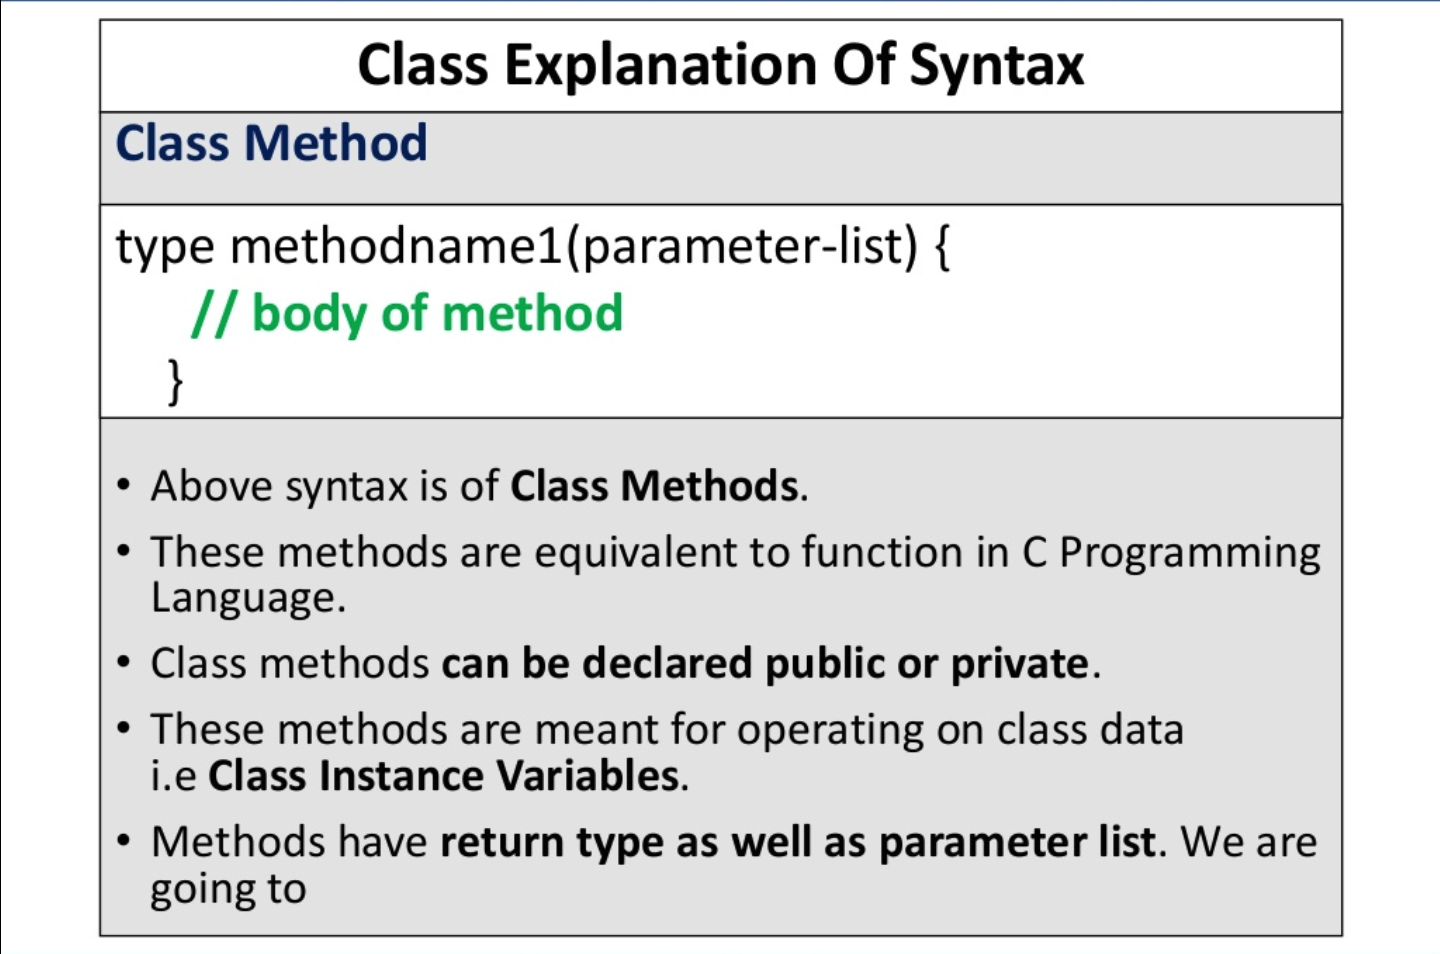 Class Explanation Of Syntax
Class Method
type methodname1(parameter-list) {
// body of method
}
• Above syntax is of Class Methods.
• These methods are equivalent to function in C Programming
Language.
• Class methods can be declared public or private.
• These methods are meant for operating on class data
i.e Class Instance Variables.
• Methods have return type as well as parameter list. We are
going to